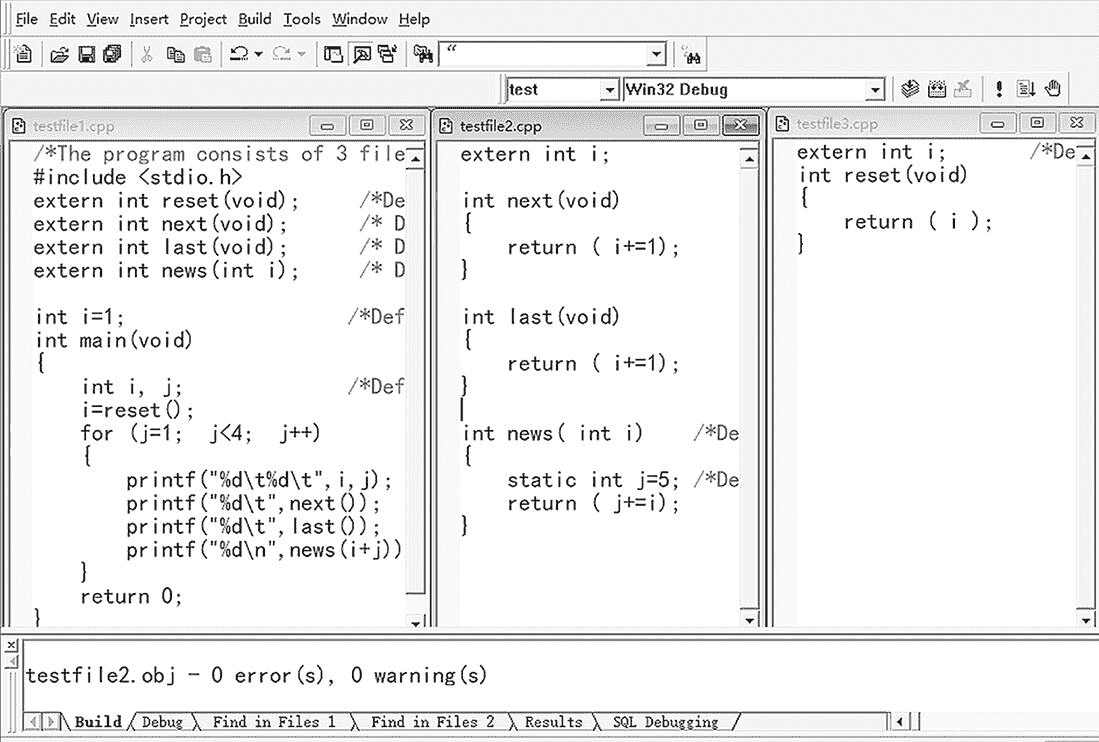 File Edit View Insert Project Build Tools Window Help
“
test Win32 Debug
testfile1.cpp
/*The program consists of 3 file
#include <stdio.h>
extern int reset(void); /*De
extern int next(void); /* D
extern int last(void); /* D
extern int news(int i); /* D
int i=1; /*Def
int main(void)
{
int i, j; /*Def
i=reset();
for (j=1; j<4; j++)
{
printf("%d\t%d\t",i,j);
printf("%d\t",next());
printf("%d\t",last());
printf("%d\n",news(i+j))
}
return 0;
}
testfile2.cpp
extern int i;
int next(void)
{
return ( i+=1);
}
int last(void)
{
return ( i+=1);
}
int news( int i) /*De
{
static int j=5; /*De
return ( j+=i);
}
testfile3.cpp
extern int i; /*De
int reset(void)
{
return ( i );
}
testfile2.obj - 0 error(s), 0 warning(s)
Build Debug Find in Files 1 Find in Files 2 Results SQL Debugging